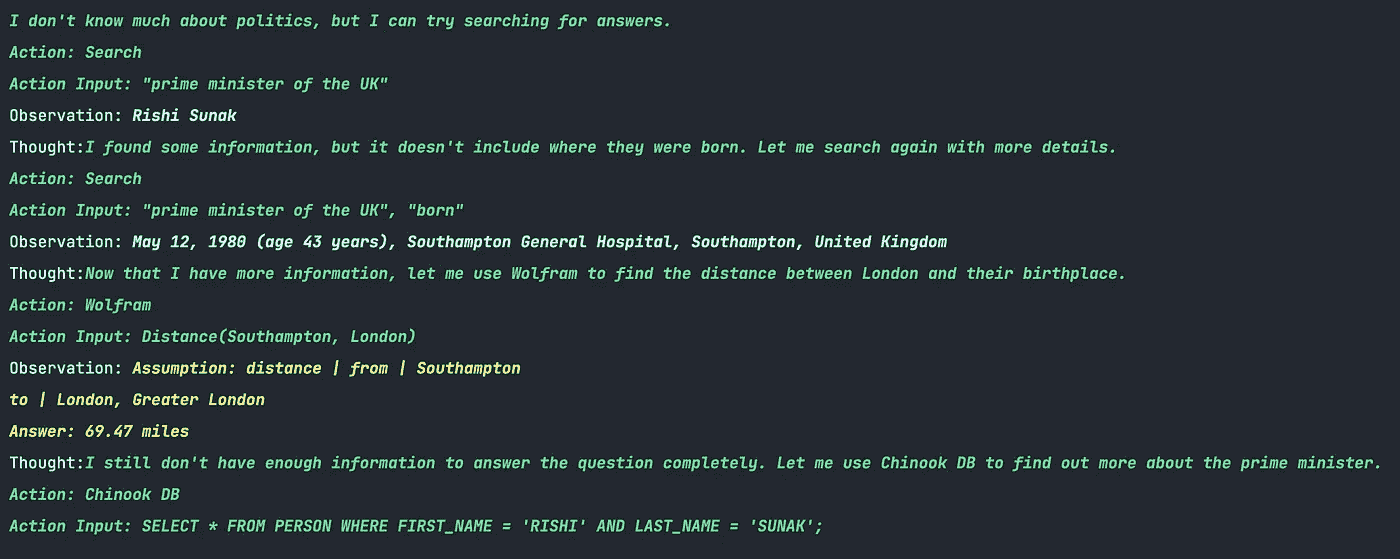 I don't know much about politics, but I can try searching for answers.
Action: Search
Action Input: "prime minister of the UK"
Observation: Rishi Sunak
Thought:I found some information, but it doesn't include where they were born. Let me search again with more details.
Action: Search
Action Input: "prime minister of the UK", "born"
Observation: May 12, 1980 (age 43 years), Southampton General Hospital, Southampton, United Kingdom
Thought:Now that I have more information, let me use Wolfram to find the distance between London and their birthplace.
Action: Wolfram
Action Input: Distance(Southampton, London)
Observation: Assumption: distance | from | Southampton
to | London, Greater London
Answer: 69.47 miles
Thought:I still don't have enough information to answer the question completely. Let me use Chinook DB to find out more about the prime minister.
Action: Chinook DB
Action Input: SELECT * FROM PERSON WHERE FIRST_NAME = 'RISHI' AND LAST_NAME = 'SUNAK';